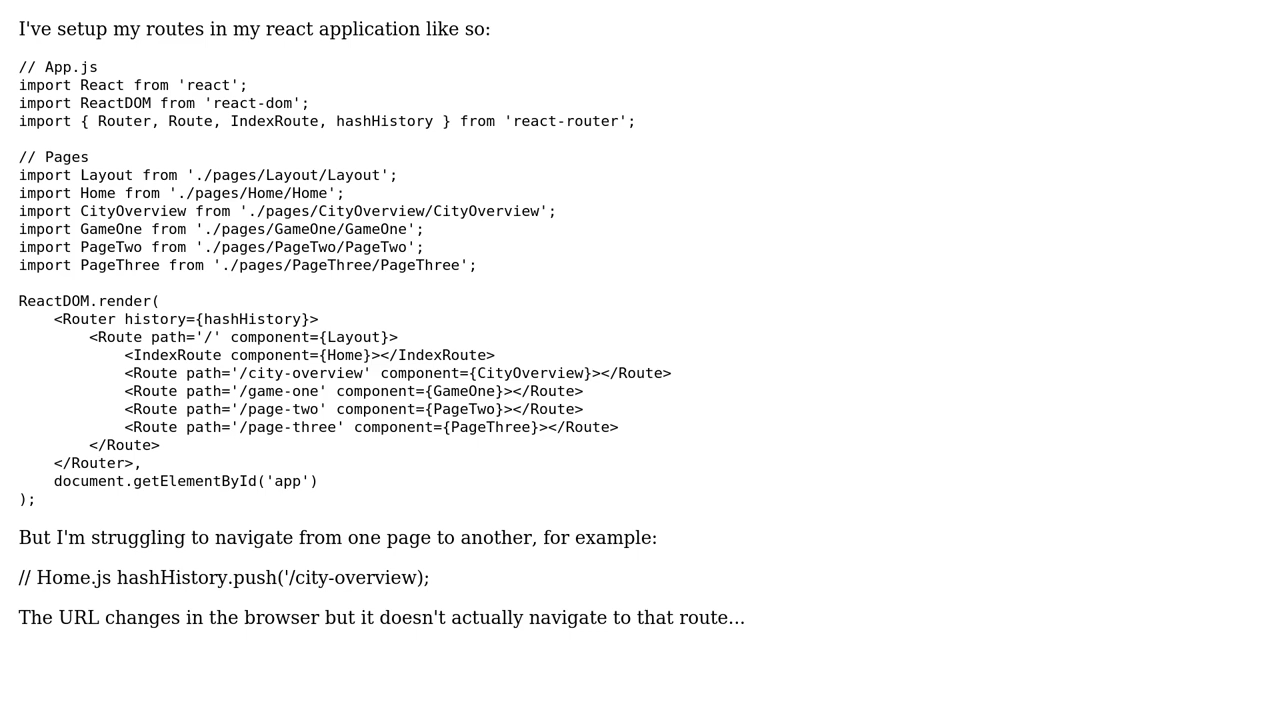 I've setup my routes in my react application like so:
// App.js
import React from 'react';
import ReactDOM from 'react-dom';
import { Router, Route, IndexRoute, hashHistory } from 'react-router';
// Pages
import Layout from './pages/Layout/Layout';
import Home from './pages/Home/Home';
import CityOverview from './pages/CityOverview/CityOverview';
import GameOne from './pages/GameOne/GameOne';
import PageTwo from './pages/PageTwo/PageTwo';
import PageThree from './pages/PageThree/PageThree';
ReactDOM.render(
    <Router history={hashHistory}>
        <Route path='/' component={Layout}>
            <IndexRoute component={Home}></IndexRoute>
            <Route path='/city-overview' component={CityOverview}></Route>
            <Route path='/game-one' component={GameOne}></Route>
            <Route path='/page-two' component={PageTwo}></Route>
            <Route path='/page-three' component={PageThree}></Route>
        </Route>
    </Router>,
    document.getElementById('app')
);
But I'm struggling to navigate from one page to another, for example:
// Home.js hashHistory.push('/city-overview);
The URL changes in the browser but it doesn't actually navigate to that route...